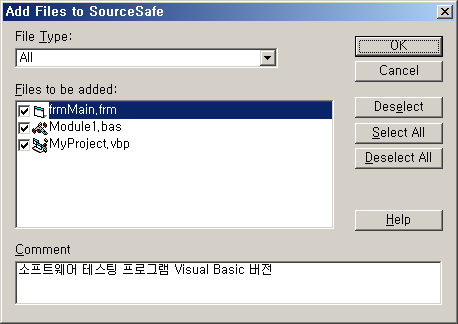 Add Files to SourceSafe
File Type:
All
OK
Cancel
Files to be added:
frmMain.frm
Module1.bas
MyProject.vbp
Deselect
Select All
Deselect All
Help
Comment
소프트웨어 테스팅 프로그램 Visual Basic 버전